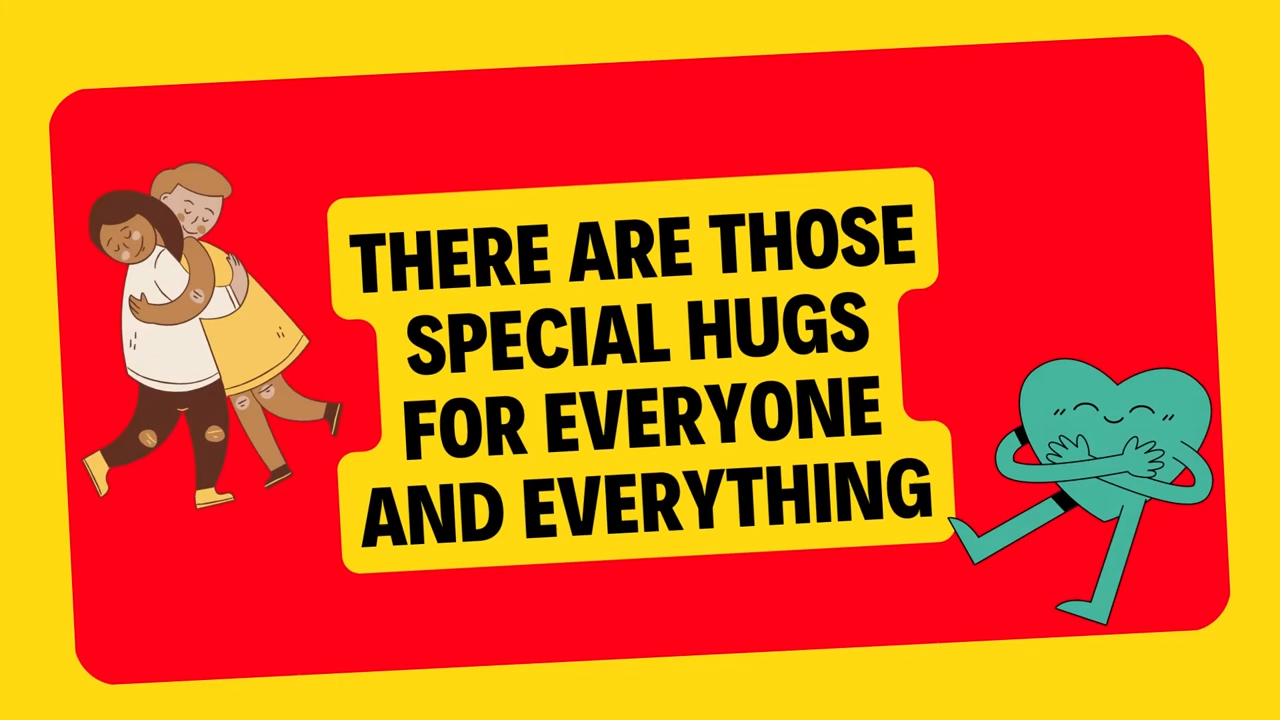 THERE ARE THOSE
SPECIAL HUGS
FOR EVERYONE
AND EVERYTHING